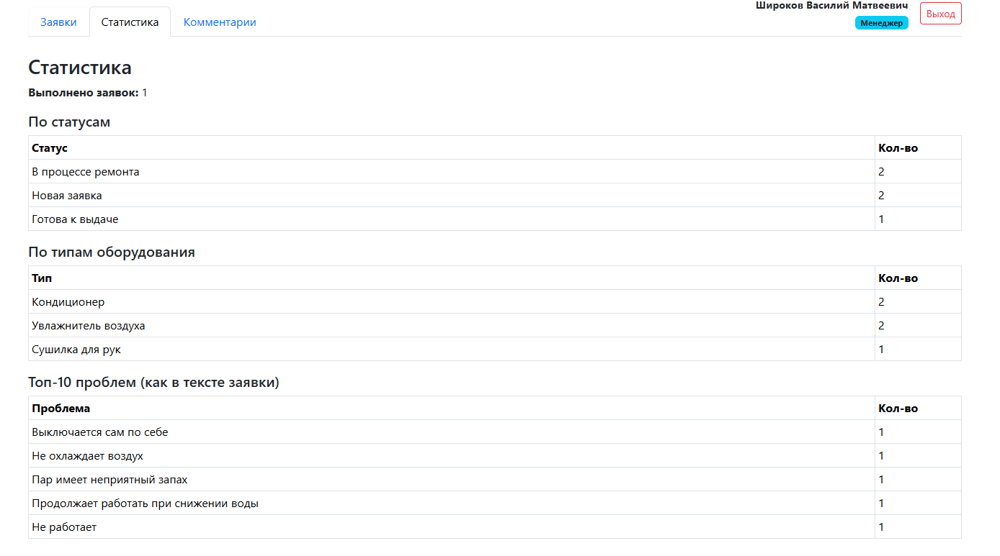 Заявки Статистика Комментарии
Широков Василий Матвеевич
Менеджер
Выход
Статистика
Выполнено заявок: 1
По статусам
Статус Кол-во
В процессе ремонта 2
Новая заявка 2
Готова к выдаче 1
По типам оборудования
Тип Кол-во
Кондиционер 2
Увлажнитель воздуха 2
Сушилка для рук 1
Топ-10 проблем (как в тексте заявки)
Проблема Кол-во
Выключается сам по себе 1
Не охлаждает воздух 1
Пар имеет неприятный запах 1
Продолжает работать при снижении воды 1
Не работает 1